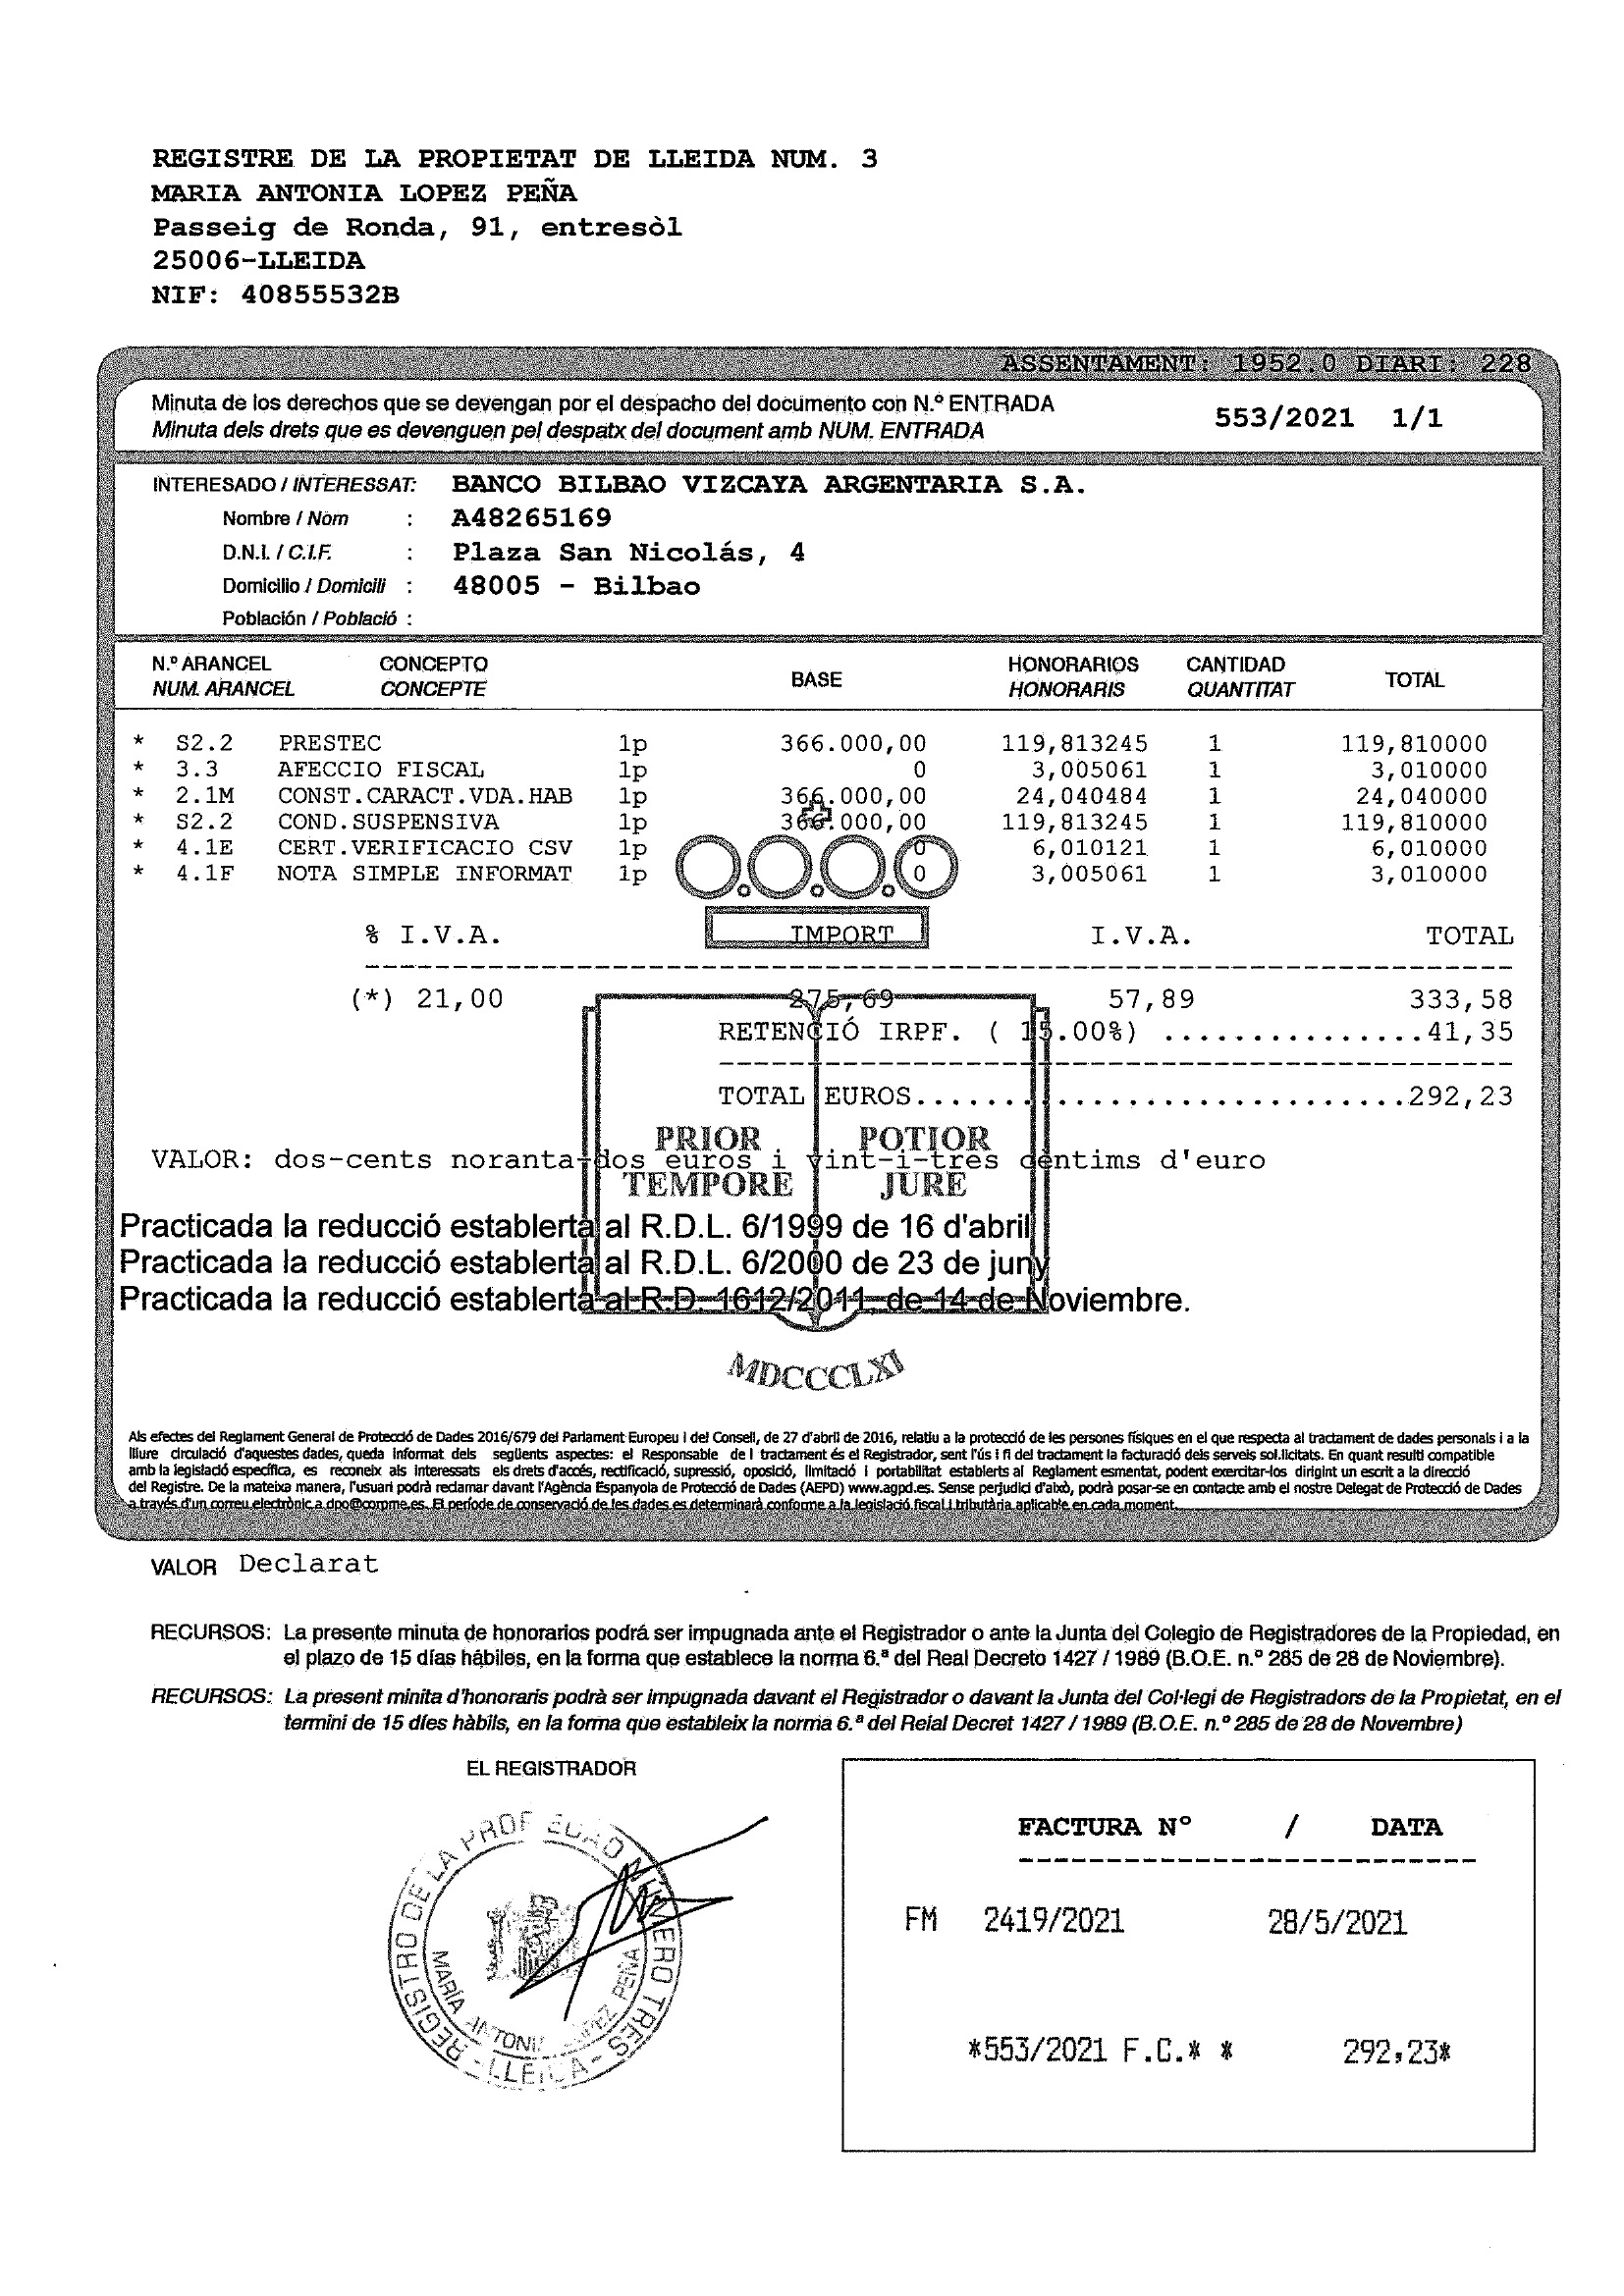 REGISTRE DE LA PROPIETAT DE LLEIDA NUM. 3
MARIA ANTONIA LOPEZ PEÑA
Passeig de Ronda, 91, entresòl
25006-LLEIDA
NIF: 40855532B
ASSENTAMENT: 1952.0 DIARI: 228
Minuta de los derechos que se devengan por el despacho del documento con N.º ENTRADA
Minuta dels drets que es devenguen pel despatx del document amb NUM. ENTRADA
553/2021 1/1
INTERESADO / INTERESSAT: BANCO BILBAO VIZCAYA ARGENTARIA S.A.
Nombre / Nom : A48265169
D.N.I. / C.I.F. : Plaza San Nicolás, 4
Domicilio / Domicili : 48005 - Bilbao
Población / Població :
N.º ARANCEL CONCEPTO BASE HONORARIOS CANTIDAD TOTAL
NUM. ARANCEL CONCEPTE HONORARIS QUANTITAT
* S2.2 PRESTEC 1p 366.000,00 119,813245 1 119,810000
* 3.3 AFECCIO FISCAL 1p 0 3,005061 1 3,010000
* 2.1M CONST.CARACT.VDA.HAB 1p 366.000,00 24,040484 1 24,040000
* S2.2 COND.SUSPENSIVA 1p 366.000,00 119,813245 1 119,810000
* 4.1E CERT.VERIFICACIO CSV 1p 0 6,010121 1 6,010000
* 4.1F NOTA SIMPLE INFORMAT 1p 0 3,005061 1 3,010000
% I.V.A. IMPORT I.V.A. TOTAL
(*) 21,00 275,69 57,89 333,58
RETENCIÓ IRPF. ( 15.00%) ...............41,35
TOTAL EUROS.............................292,23
PRIOR POTIOR
VALOR: dos-cents noranta-dos euros i vint-i-tres cèntims d'euro
TEMPORE JURE
Practicada la reducció establerta al R.D.L. 6/1999 de 16 d'abril
Practicada la reducció establerta al R.D.L. 6/2000 de 23 de juny
Practicada la reducció establerta al R.D. 1612/2011, de 14 de Noviembre.
MDCCCLXI
Als efectes del Reglament General de Protecció de Dades 2016/679 del Parlament Europeu i del Consell, de 27 d'abril de 2016, relatiu a la protecció de les persones físiques en el que respecta al tractament de dades personals i a la
lliure circulació d'aquestes dades, queda informat dels següents aspectes: el Responsable de l tractament és el Registrador, sent l'ús i fi del tractament la facturació dels serveis sol.licitats. En quant resulti compatible
amb la legislació específica, es reconeix als interessats els drets d'accés, rectificació, supressió, oposició, limitació i portabilitat establerts al Reglament esmentat, podent exercitar-los dirigint un escrit a la direcció
del Registre. De la mateixa manera, l'usuari podrà reclamar davant l'Agència Espanyola de Protecció de Dades (AEPD) www.agpd.es. Sense perjudici d'això, podrà posar-se en contacte amb el nostre Delegat de Protecció de Dades
a través d'un correu electrònic a dpo@corpme.es. El període de conservació de les dades es determinarà conforme a la legislació fiscal i tributària aplicable en cada moment.
VALOR Declarat
RECURSOS: La presente minuta de honorarios podrá ser impugnada ante el Registrador o ante la Junta del Colegio de Registradores de la Propiedad, en
el plazo de 15 días hábiles, en la forma que establece la norma 6.ª del Real Decreto 1427 / 1989 (B.O.E. n.º 285 de 28 de Noviembre).
RECURSOS: La present minita d'honoraris podrà ser impugnada davant el Registrador o davant la Junta del Col·legi de Registradors de la Propietat, en el
termini de 15 díes hàbils, en la forma que estableix la norma 6.ª del Reial Decret 1427 / 1989 (B.O.E. n.º 285 de 28 de Novembre)
EL REGISTRADOR
REGISTRO DE LA PROPIEDAD NÚMERO TRES - LLEIDA -
MARÍA ANTONIA LOPEZ PEÑA
FACTURA Nº / DATA
FM 2419/2021 28/5/2021
*553/2021 F.C.* * 292,23*